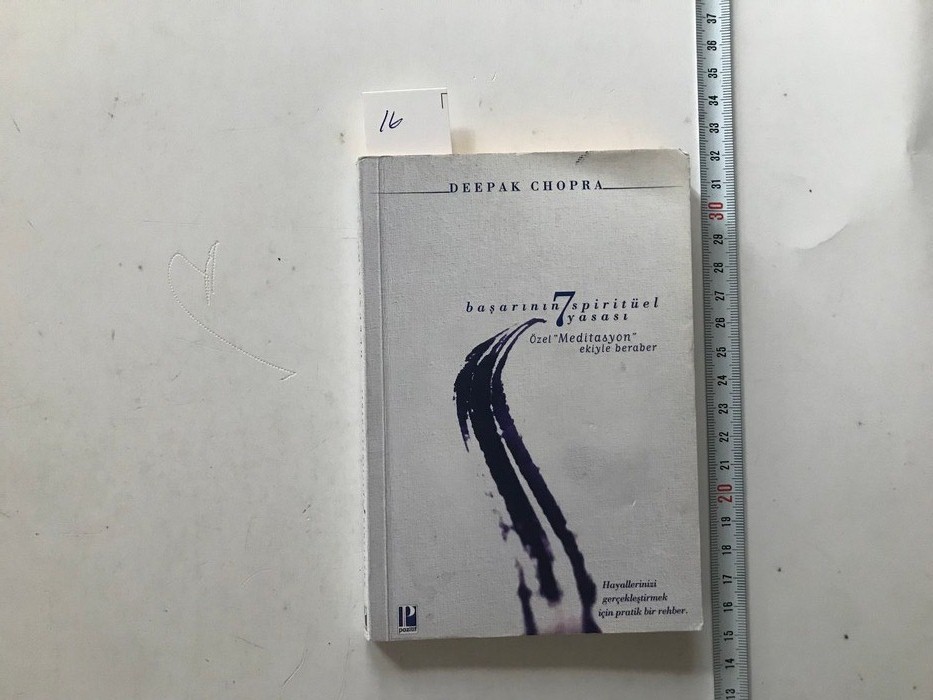 16
DEEPAK CHOPRA
başarının 7 spiritüel
yasası
Özel "Meditasyon"
ekiyle beraber
Hayallerinizi
gerçekleştirmek
için pratik bir rehber.
P
pozitif
37
36
35
34
33
32
31
30
29
28
27
26
25
24
23
22
21
20
19
18
17
16
15
14
13